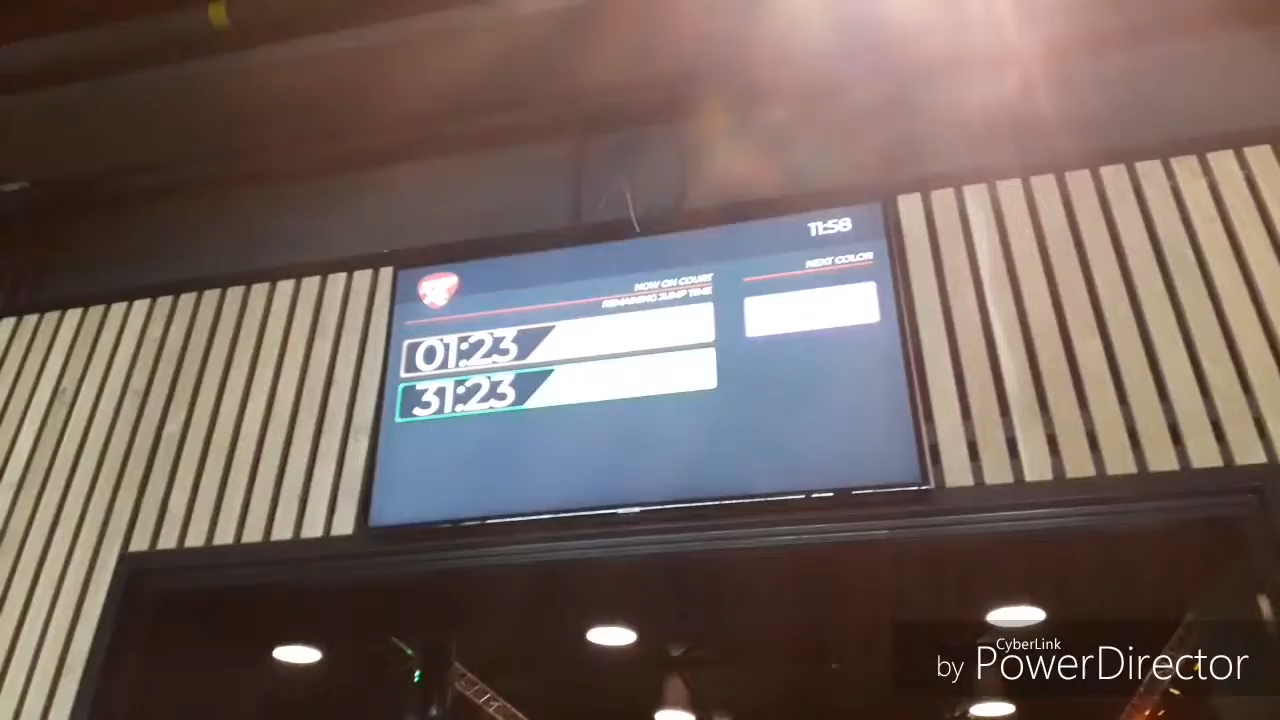 11:58
NOW ON COURT
REMAINING JUMP TIME
NEXT COLOR
01:23
31:23
CyberLink
by PowerDirector